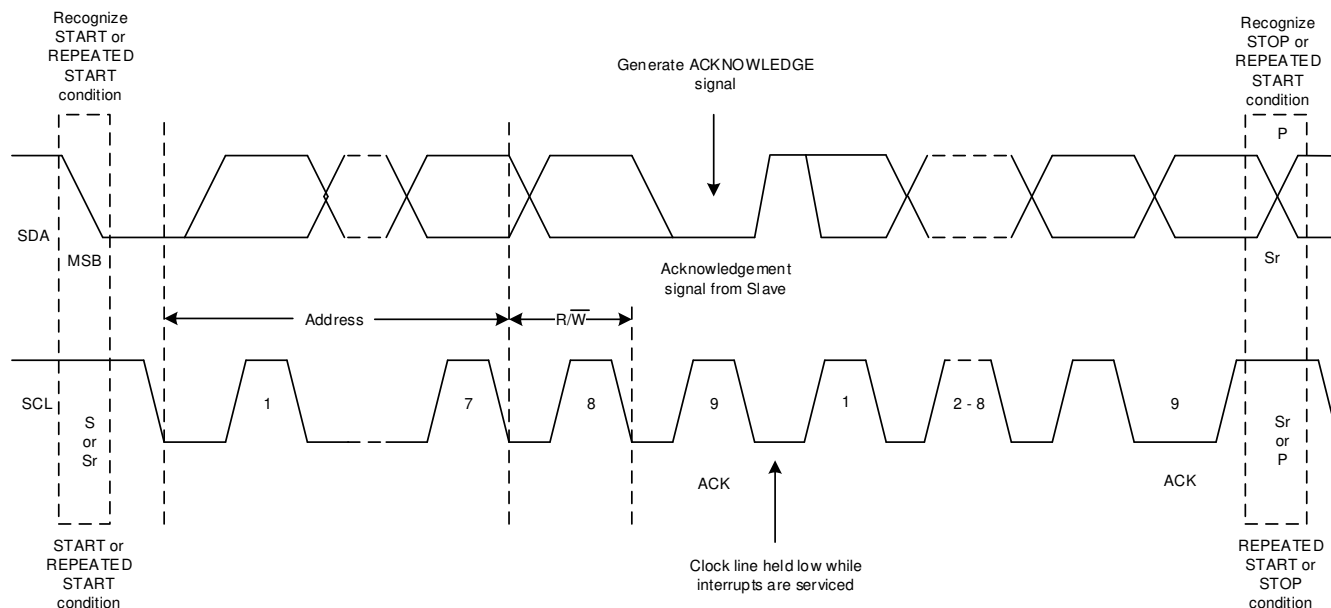 Recognize
START or
REPEATED
START
condition
Generate ACKNOWLEDGE
signal
Recognize
STOP or
REPEATED
START
condition
P
SDA
MSB
Acknowledgement
signal from Slave
Sr
Address
R/W̅
SCL
S
or
Sr
1
7
8
9
1
2 - 8
9
Sr
or
P
ACK
ACK
START or
REPEATED
START
condition
Clock line held low while
interrupts are serviced
REPEATED
START or
STOP
condition